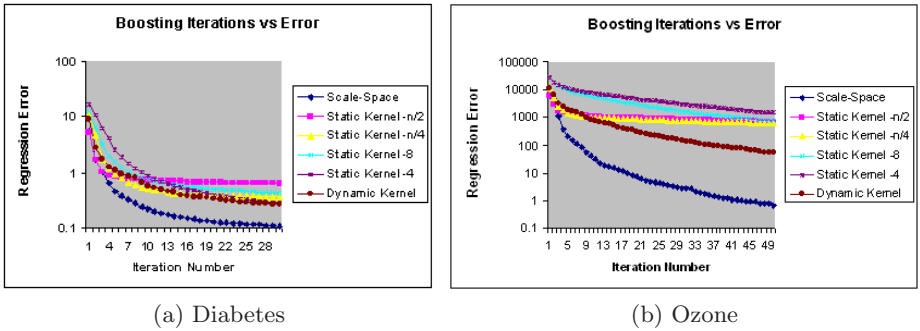 Boosting Iterations vs Error
100
10
1
0.1
Regression Error
1 4 7 10 13 16 19 22 25 28
Iteration Number
Scale-Space
Static Kernel -n/2
Static Kernel -n/4
Static Kernel -8
Static Kernel -4
Dynamic Kernel
(a) Diabetes
Boosting Iterations vs Error
100000
10000
1000
100
10
1
0.1
Regression Error
1 5 9 13 17 21 25 29 33 37 41 45 49
Iteration Number
Scale-Space
Static Kernel -n/2
Static Kernel -n/4
Static Kernel -8
Static Kernel -4
Dynamic Kernel
(b) Ozone